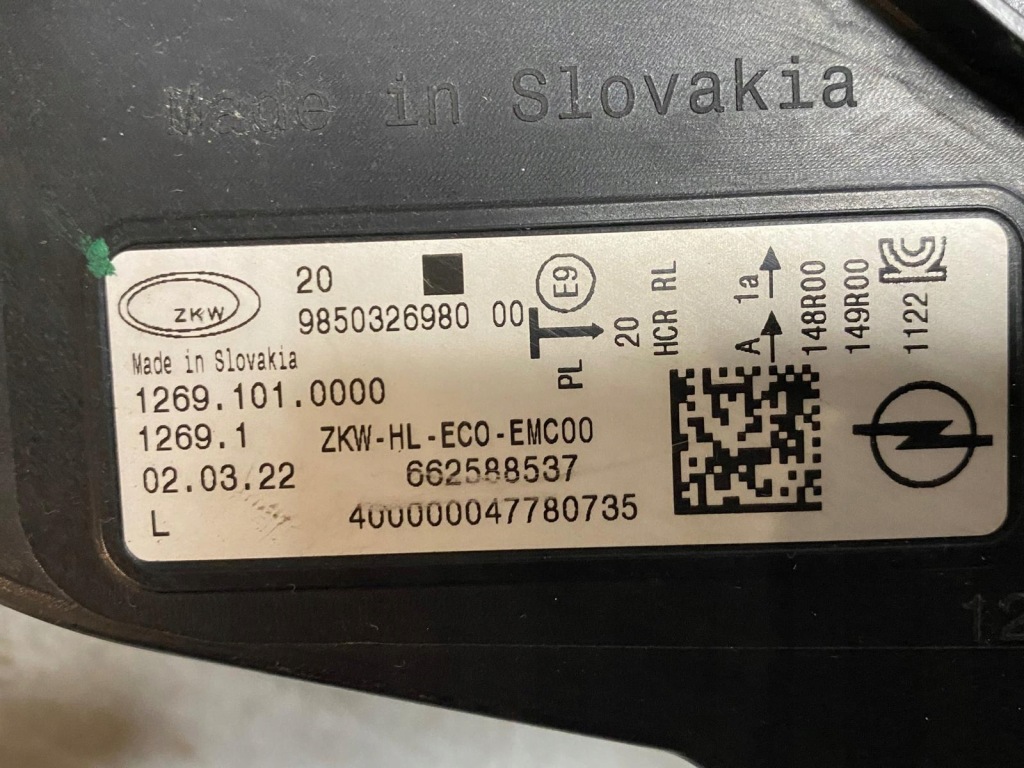 Made in Slovakia
ZKW
20
9850326980 00
Made in Slovakia
1269.101.0000
1269.1 ZKW-HL-ECO-EMC00
02.03.22 662588537
L 400000047780735
E9
PL
20
HCR RL
A 1a
148R00
149R00
1122
12